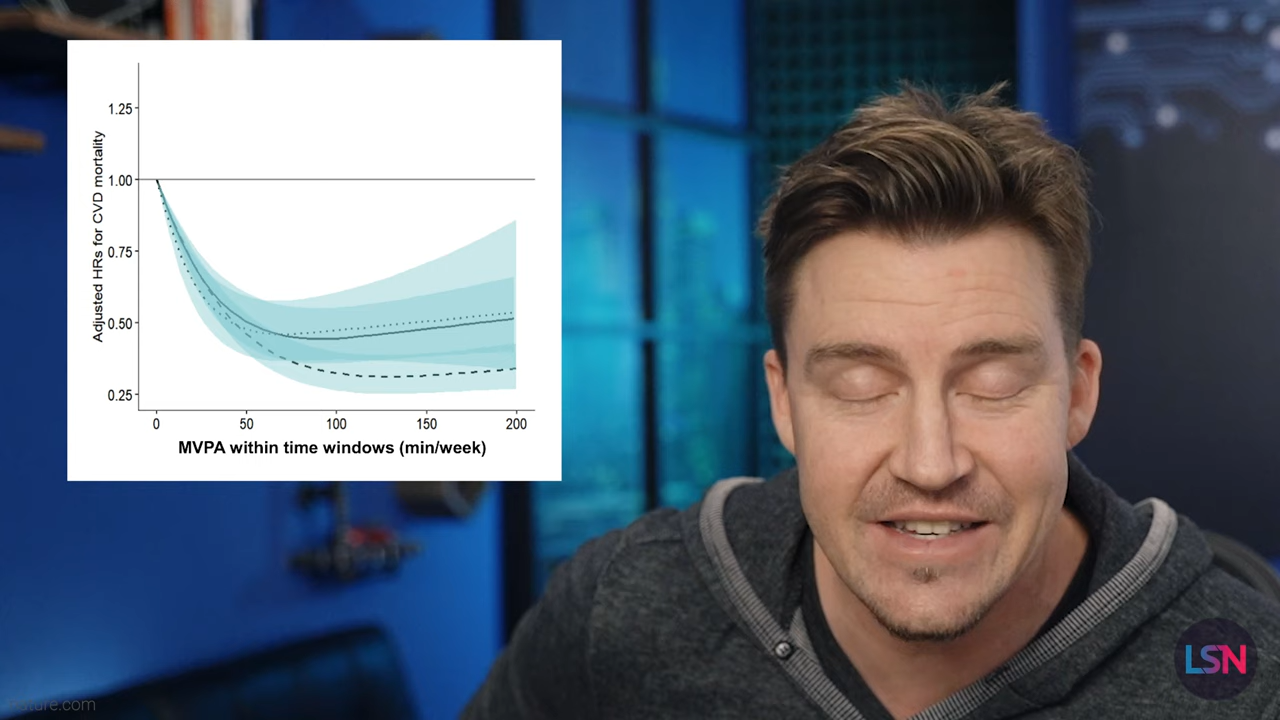 1.25
1.00
0.75
0.50
0.25
Adjusted HRs for CVD mortality
0 50 100 150 200
MVPA within time windows (min/week)
LSN